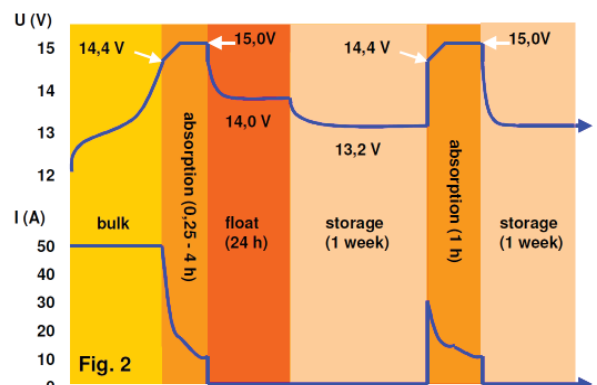 U (V)
15
14
13
12
14,4 V
15,0V
14,0 V
13,2 V
14,4 V
15,0V
bulk
absorption (0,25 - 4 h)
float
(24 h)
storage
(1 week)
absorption (1 h)
storage
(1 week)
I (A)
50
40
30
20
10
0
Fig. 2